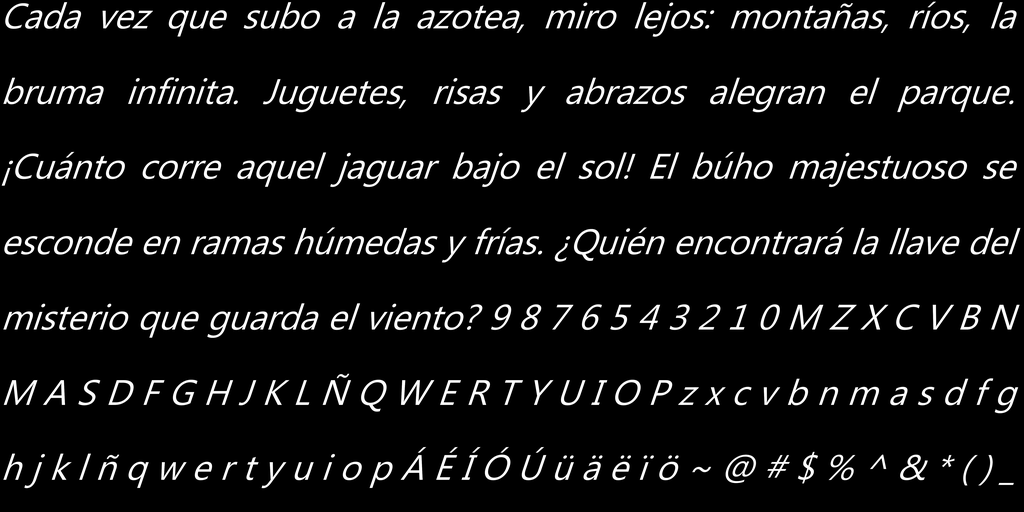 Cada vez que subo a la azotea, miro lejos: montañas, ríos, la
bruma infinita. Juguetes, risas y abrazos alegran el parque.
¡Cuánto corre aquel jaguar bajo el sol! El búho majestuoso se
esconde en ramas húmedas y frías. ¿Quién encontrará la llave del
misterio que guarda el viento? 9 8 7 6 5 4 3 2 1 0 M Z X C V B N
M A S D F G H J K L Ñ Q W E R T Y U I O P z x c v b n m a s d f g
h j k l ñ q w e r t y u i o p Á É Í Ó Ú ü ä ë ï ö ~ @ # $ % ^ & * ( ) _